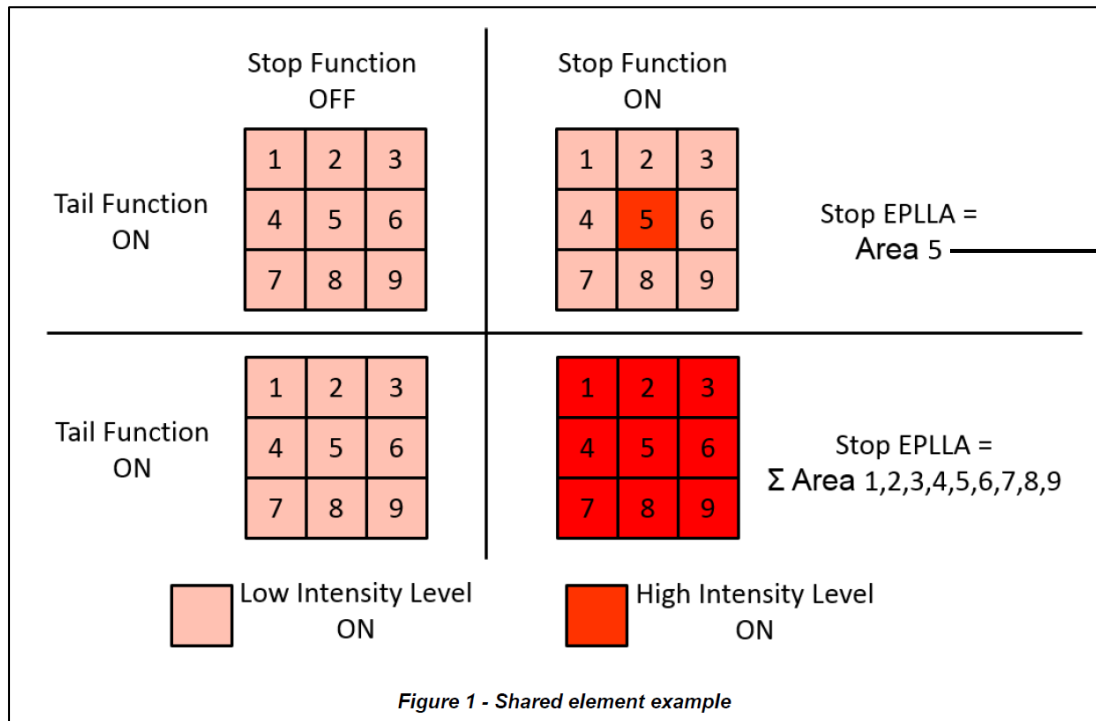 Stop Function
OFF
Stop Function
ON
Tail Function
ON
1 2 3
4 5 6
7 8 9
1 2 3
4 5 6
7 8 9
Stop EPLLA =
Area 5
Tail Function
ON
1 2 3
4 5 6
7 8 9
1 2 3
4 5 6
7 8 9
Stop EPLLA =
Σ Area 1,2,3,4,5,6,7,8,9
Low Intensity Level
ON
High Intensity Level
ON
Figure 1 - Shared element example